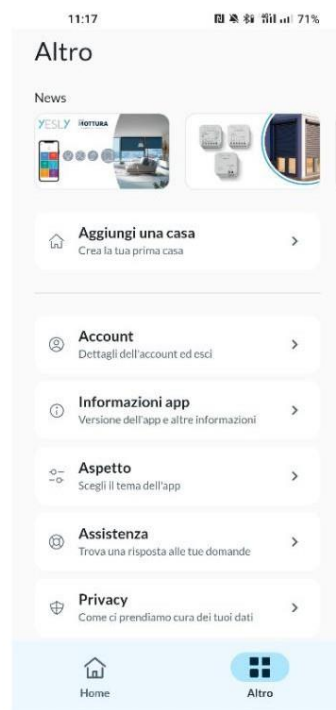 11:17
71%
Altro
News
YESLY MOTTURA
Aggiungi una casa
Crea la tua prima casa
Account
Dettagli dell'account ed esci
Informazioni app
Versione dell'app e altre informazioni
Aspetto
Scegli il tema dell'app
Assistenza
Trova una risposta alle tue domande
Privacy
Come ci prendiamo cura dei tuoi dati
Home
Altro